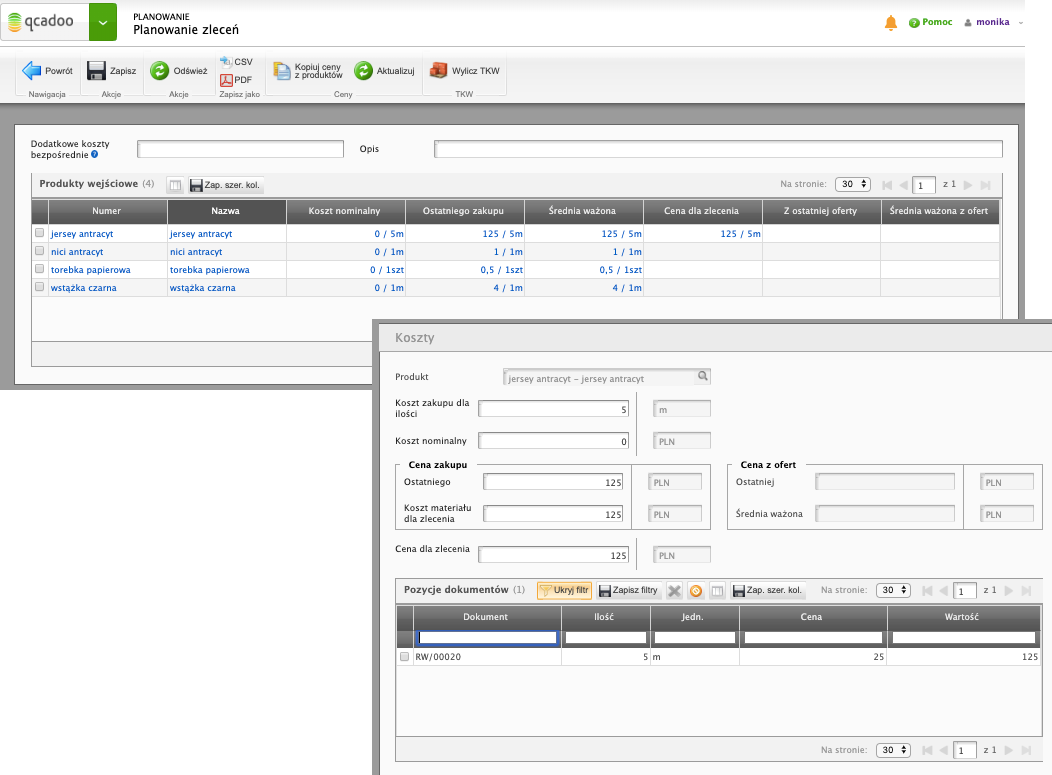 qcadoo
PLANOWANIE
Planowanie zleceń
Pomoc
monika
Powrót
Nawigacja
Zapisz
Akcje
Odśwież
Akcje
CSV
PDF
Zapisz jako
Kopiuj ceny
z produktów
Aktualizuj
Ceny
Wylicz TKW
TKW
Dodatkowe koszty
bezpośrednie
Opis
Produkty wejściowe (4) Zap. szer. kol. Na stronie: 30 1 z 1
Numer Nazwa Koszt nominalny Ostatniego zakupu Średnia ważona Cena dla zlecenia Z ostatniej oferty Średnia ważona z ofert
jersey antracyt jersey antracyt 0 / 5m 125 / 5m 125 / 5m 125 / 5m
nici antracyt nici antracyt 0 / 1m 1 / 1m 1 / 1m
torebka papierowa torebka papierowa 0 / 1szt 0,5 / 1szt 0,5 / 1szt
wstążka czarna wstążka czarna 0 / 1m 4 / 1m 4 / 1m
Koszty
Produkt jersey antracyt - jersey antracyt
Koszt zakupu dla
ilości
5 m
Koszt nominalny 0 PLN
Cena zakupu
Ostatniego 125 PLN
Koszt materiału
dla zlecenia
125 PLN
Cena z ofert
Ostatniej PLN
Średnia ważona PLN
Cena dla zlecenia 125 PLN
Pozycje dokumentów (1) Ukryj filtr Zapisz filtry Zap. szer. kol. Na stronie: 30 1 z 1
Dokument Ilość Jedn. Cena Wartość
RW/00020 5 m 25 125
Na stronie: 30 1 z 1